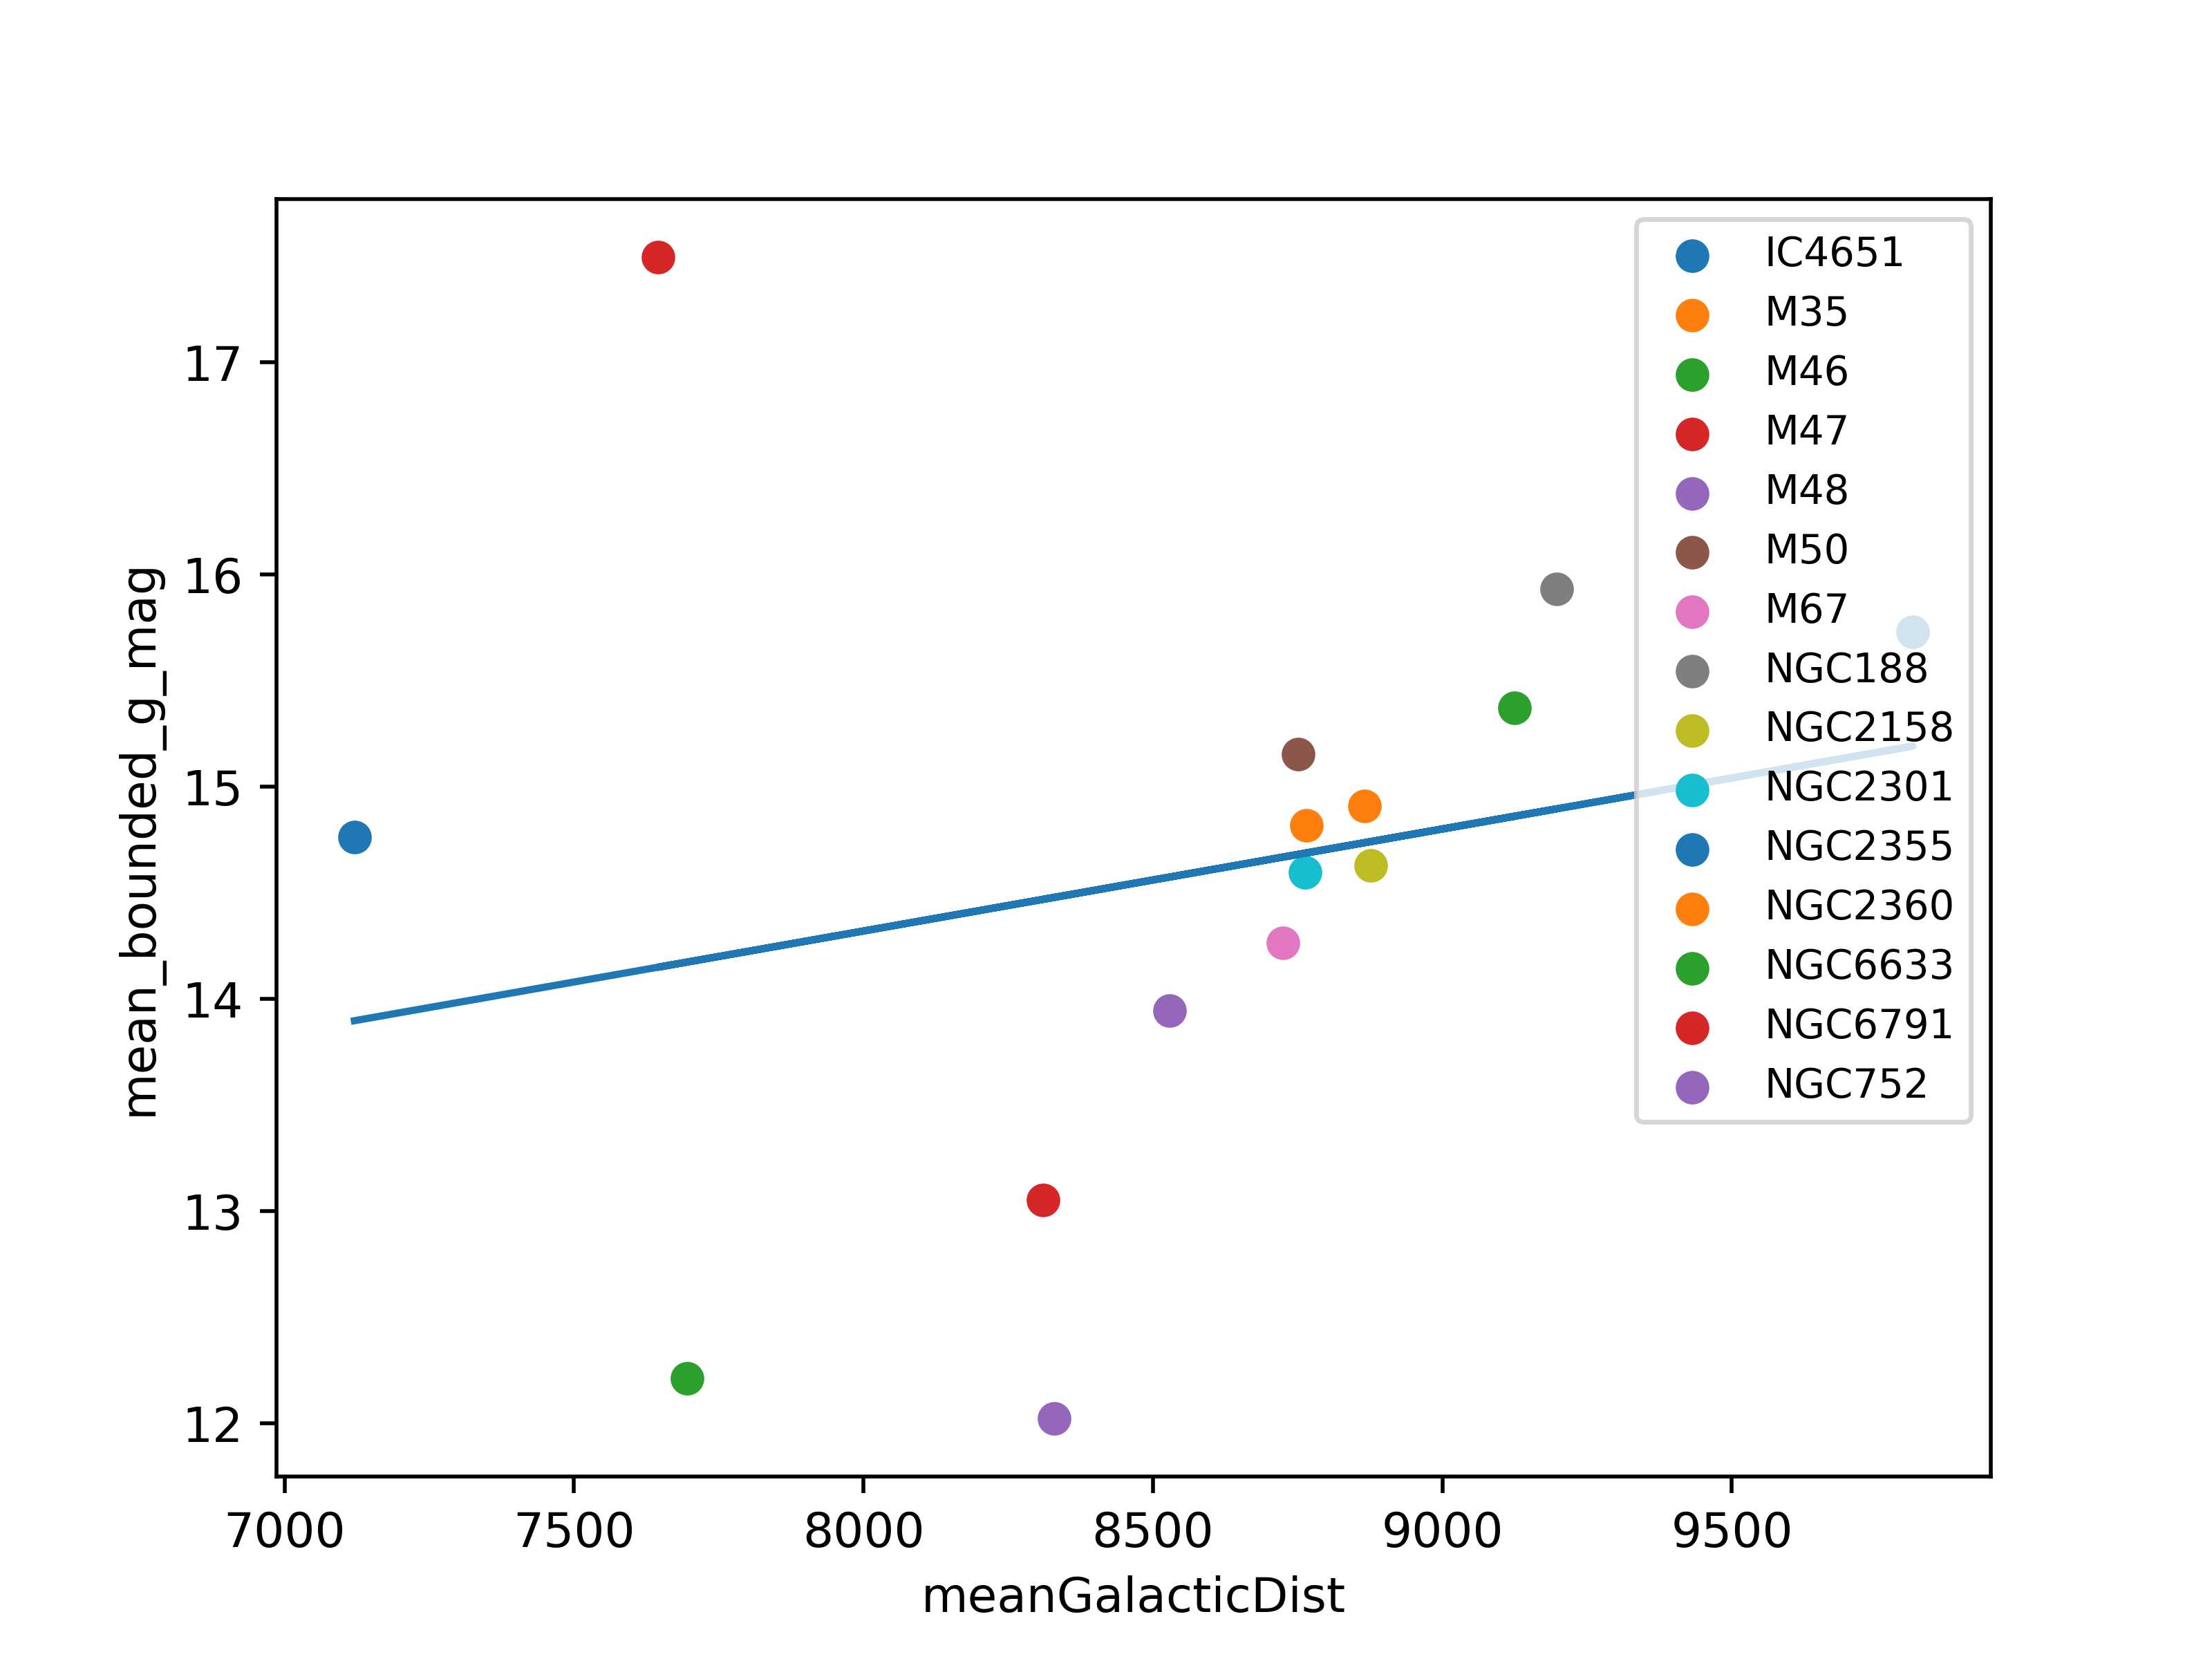 17
16
15
14
13
12
mean_bounded_g_mag
7000 7500 8000 8500 9000 9500
meanGalacticDist
IC4651
M35
M46
M47
M48
M50
M67
NGC188
NGC2158
NGC2301
NGC2355
NGC2360
NGC6633
NGC6791
NGC752